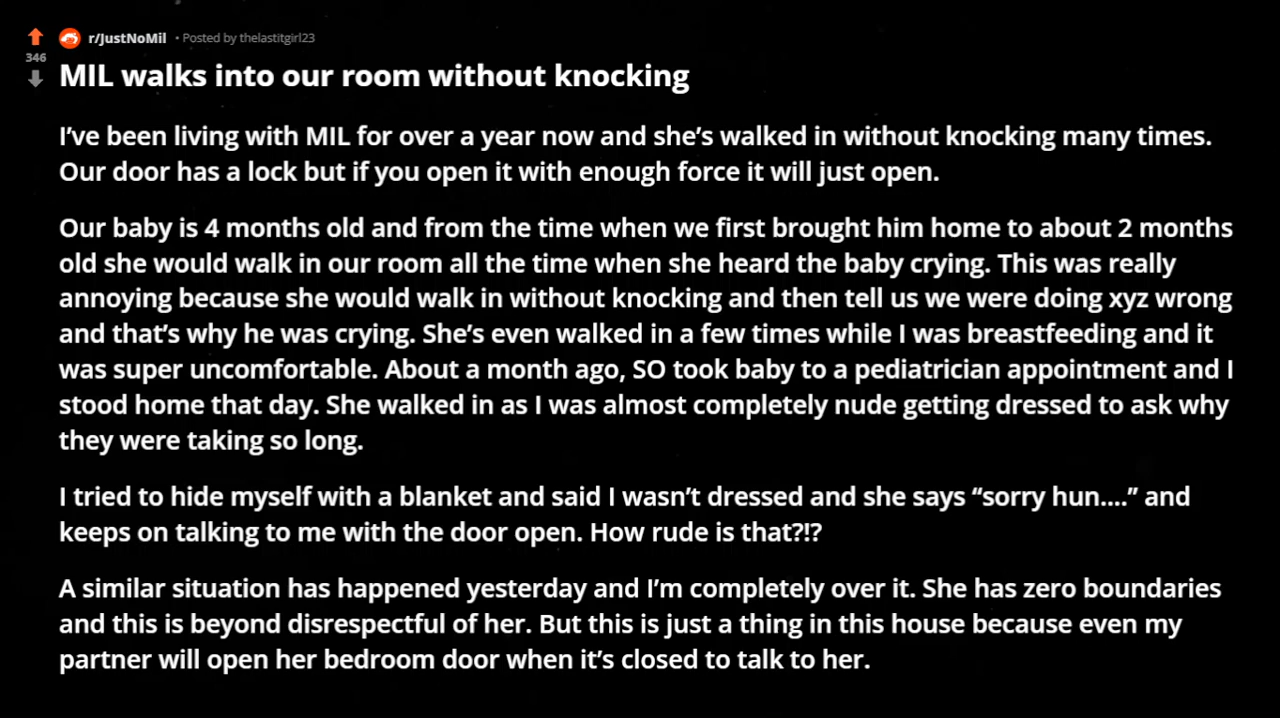 r/JustNoMil • Posted by thelastitgirl23
346
MIL walks into our room without knocking
I’ve been living with MIL for over a year now and she’s walked in without knocking many times.
Our door has a lock but if you open it with enough force it will just open.
Our baby is 4 months old and from the time when we first brought him home to about 2 months
old she would walk in our room all the time when she heard the baby crying. This was really
annoying because she would walk in without knocking and then tell us we were doing xyz wrong
and that’s why he was crying. She’s even walked in a few times while I was breastfeeding and it
was super uncomfortable. About a month ago, SO took baby to a pediatrician appointment and I
stood home that day. She walked in as I was almost completely nude getting dressed to ask why
they were taking so long.
I tried to hide myself with a blanket and said I wasn’t dressed and she says “sorry hun....” and
keeps on talking to me with the door open. How rude is that?!?
A similar situation has happened yesterday and I’m completely over it. She has zero boundaries
and this is beyond disrespectful of her. But this is just a thing in this house because even my
partner will open her bedroom door when it’s closed to talk to her.